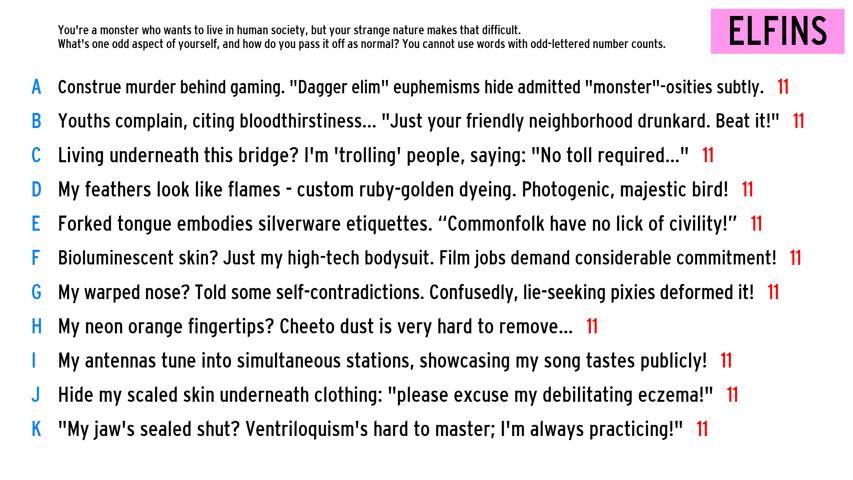 You're a monster who wants to live in human society, but your strange nature makes that difficult.
What's one odd aspect of yourself, and how do you pass it off as normal? You cannot use words with odd-lettered number counts.
ELFINS
A Construe murder behind gaming. "Dagger elim" euphemisms hide admitted "monster"-osities subtly. 11
B Youths complain, citing bloodthirstiness... "Just your friendly neighborhood drunkard. Beat it!" 11
C Living underneath this bridge? I'm 'trolling' people, saying: "No toll required..." 11
D My feathers look like flames - custom ruby-golden dyeing. Photogenic, majestic bird! 11
E Forked tongue embodies silverware etiquettes. “Commonfolk have no lick of civility!” 11
F Bioluminescent skin? Just my high-tech bodysuit. Film jobs demand considerable commitment! 11
G My warped nose? Told some self-contradictions. Confusedly, lie-seeking pixies deformed it! 11
H My neon orange fingertips? Cheeto dust is very hard to remove... 11
I My antennas tune into simultaneous stations, showcasing my song tastes publicly! 11
J Hide my scaled skin underneath clothing: "please excuse my debilitating eczema!" 11
K "My jaw's sealed shut? Ventriloquism's hard to master; I'm always practicing!" 11